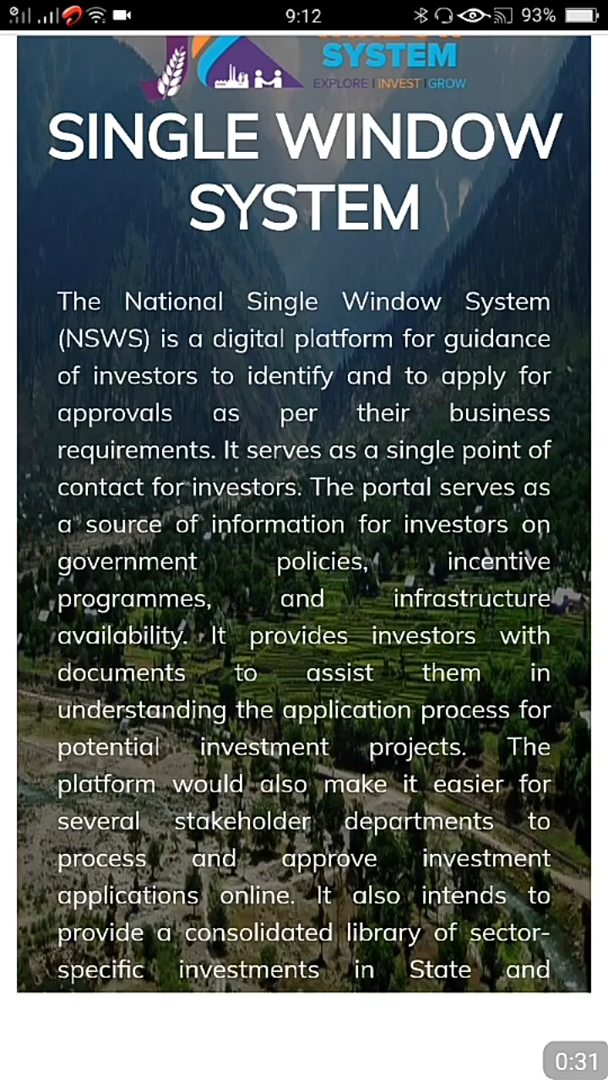 9:12
93%
SYSTEM
EXPLORE | INVEST | GROW
SINGLE WINDOW
SYSTEM
The National Single Window System
(NSWS) is a digital platform for guidance
of investors to identify and to apply for
approvals as per their business
requirements. It serves as a single point of
contact for investors. The portal serves as
a source of information for investors on
government policies, incentive
programmes, and infrastructure
availability. It provides investors with
documents to assist them in
understanding the application process for
potential investment projects. The
platform would also make it easier for
several stakeholder departments to
process and approve investment
applications online. It also intends to
provide a consolidated library of sector-
specific investments in State and
0:31